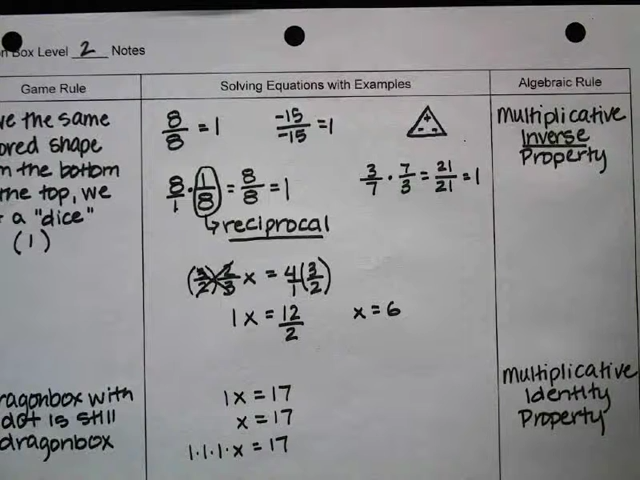 on Box Level 2 Notes
Game Rule
Solving Equations with Examples
Algebraic Rule
ve the same
ored shape
m the bottom
the top, we
a "dice"
(1)
8/8 = 1
-15/-15 = 1
8/1 · 1/8 = 8/8 = 1
3/7 · 7/3 = 21/21 = 1
reciprocal
(3/2) 2/3 x = 4/1 (3/2)
1x = 12/2
x = 6
Multiplicative
Inverse
Property
ragonbox with
dot is still
dragonbox
1x = 17
x = 17
1·1·1·x = 17
Multiplicative
Identity
Property